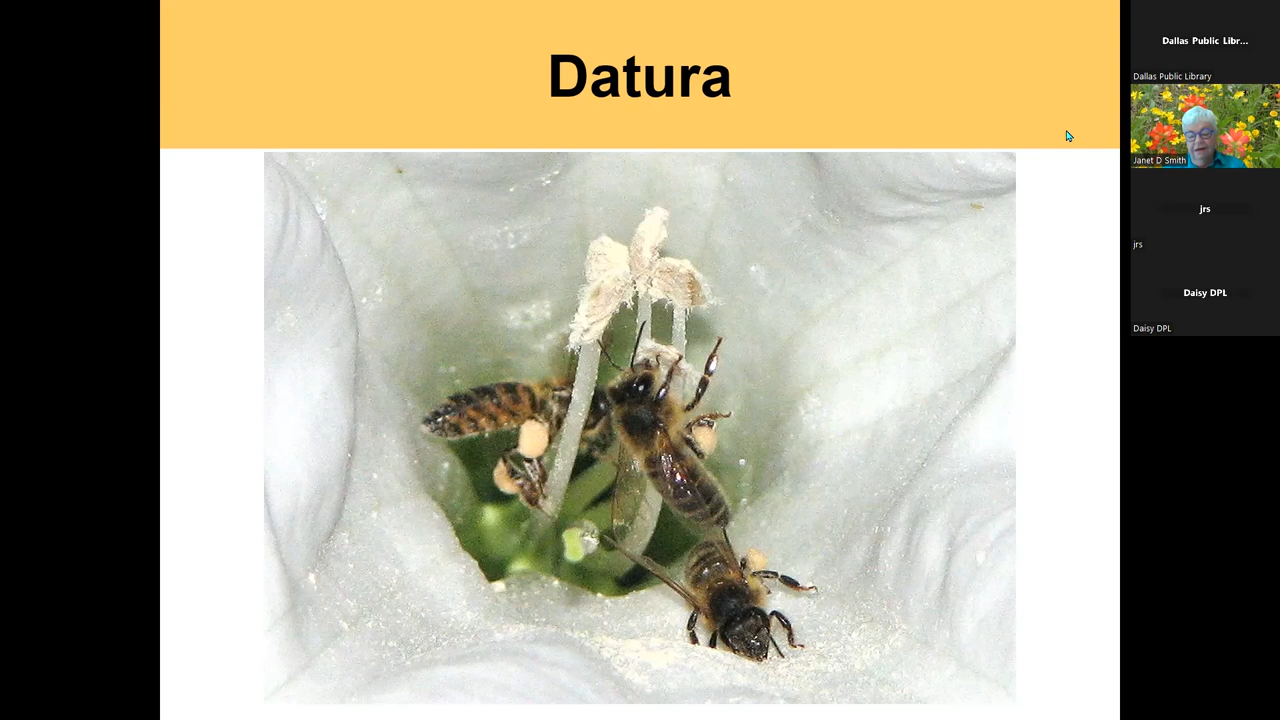 Datura
Dallas Public Libr...
Dallas Public Library
Janet D Smith
jrs
jrs
Daisy DPL
Daisy DPL